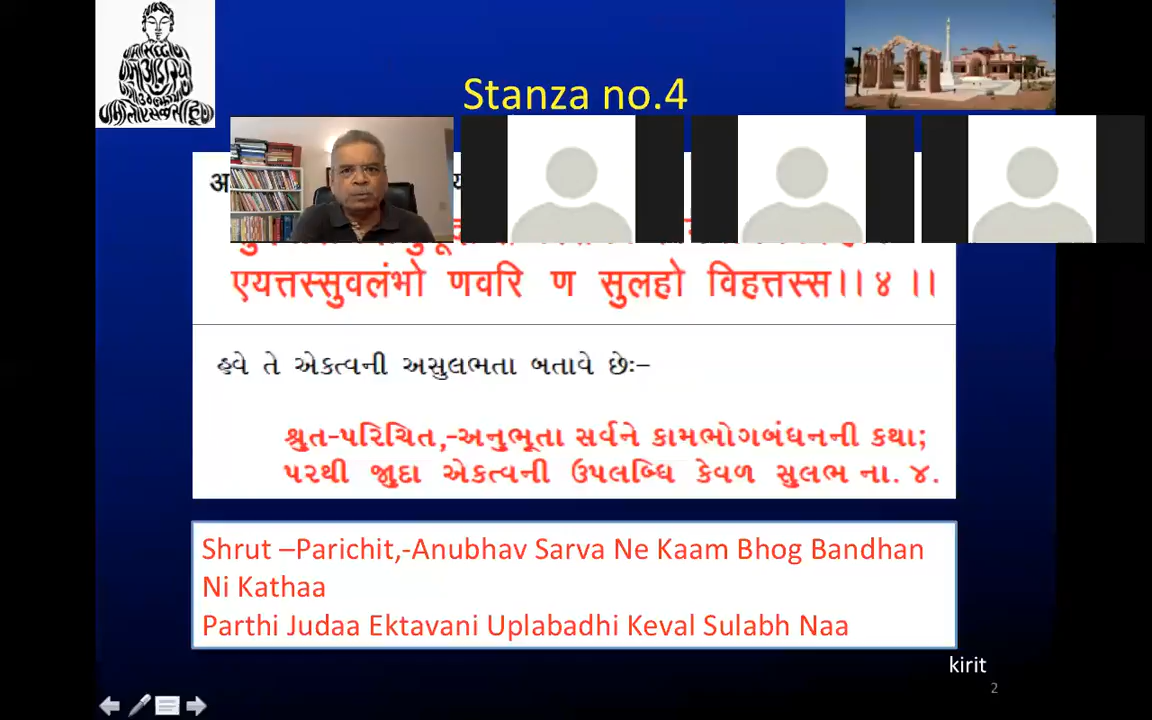 Stanza no.4
एयत्तस्सुवलंभो णवरि ण सुलहो विहत्तस्स।। ४ ।।
હવે તે એકત્વની અસુલભતા બતાવે છેઃ–
શ્રુત-પરિચિત,-અનુભૂતા સર્વને કામભોગબંધનની કથા;
પરથી જુદા એકત્વની ઉપલબ્ધિ કેવળ સુલભ ના. ૪.
Shrut –Parichit,-Anubhav Sarva Ne Kaam Bhog Bandhan
Ni Kathaa
Parthi Judaa Ektavani Uplabadhi Keval Sulabh Naa
kirit
2